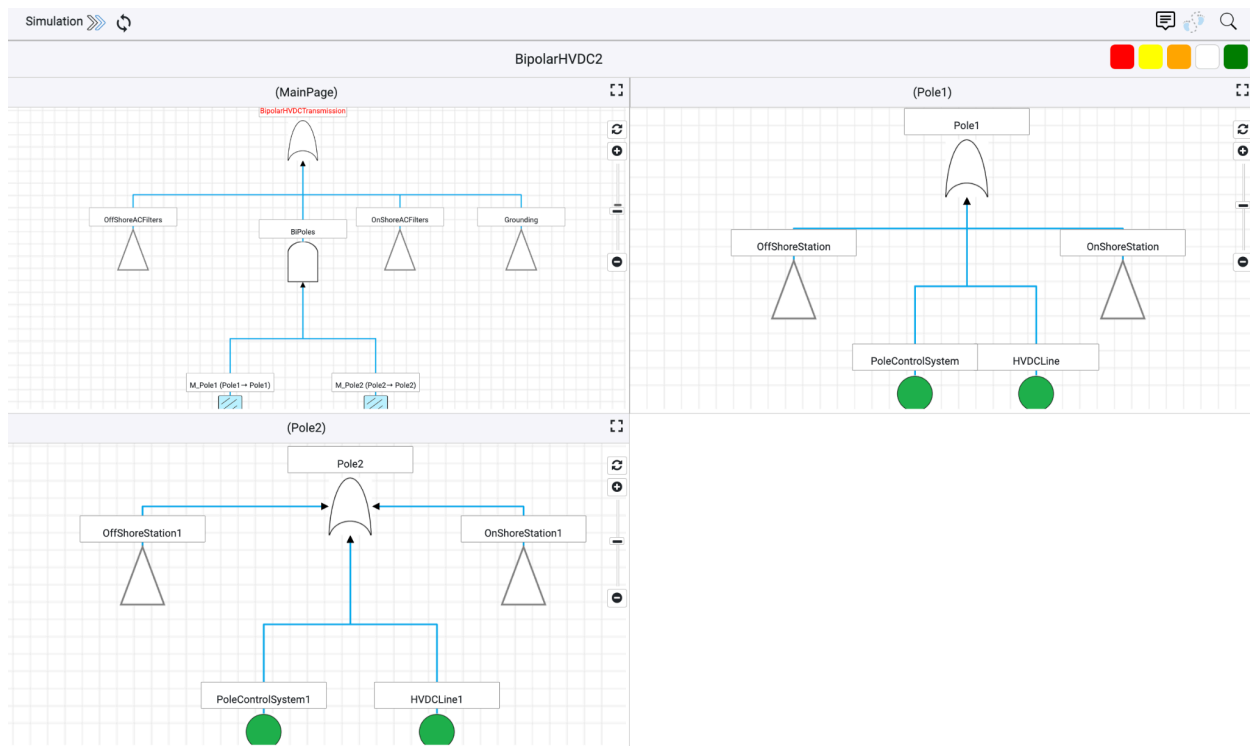 Simulation
BipolarHVDC2
(MainPage)
BipolarHVDCTransmission
OffShoreACFilters
BiPoles
OnShoreACFilters
Grounding
M_Pole1 (Pole1→ Pole1)
M_Pole2 (Pole2→ Pole2)
(Pole1)
Pole1
OffShoreStation
OnShoreStation
PoleControlSystem
HVDCLine
(Pole2)
Pole2
OffShoreStation1
OnShoreStation1
PoleControlSystem1
HVDCLine1